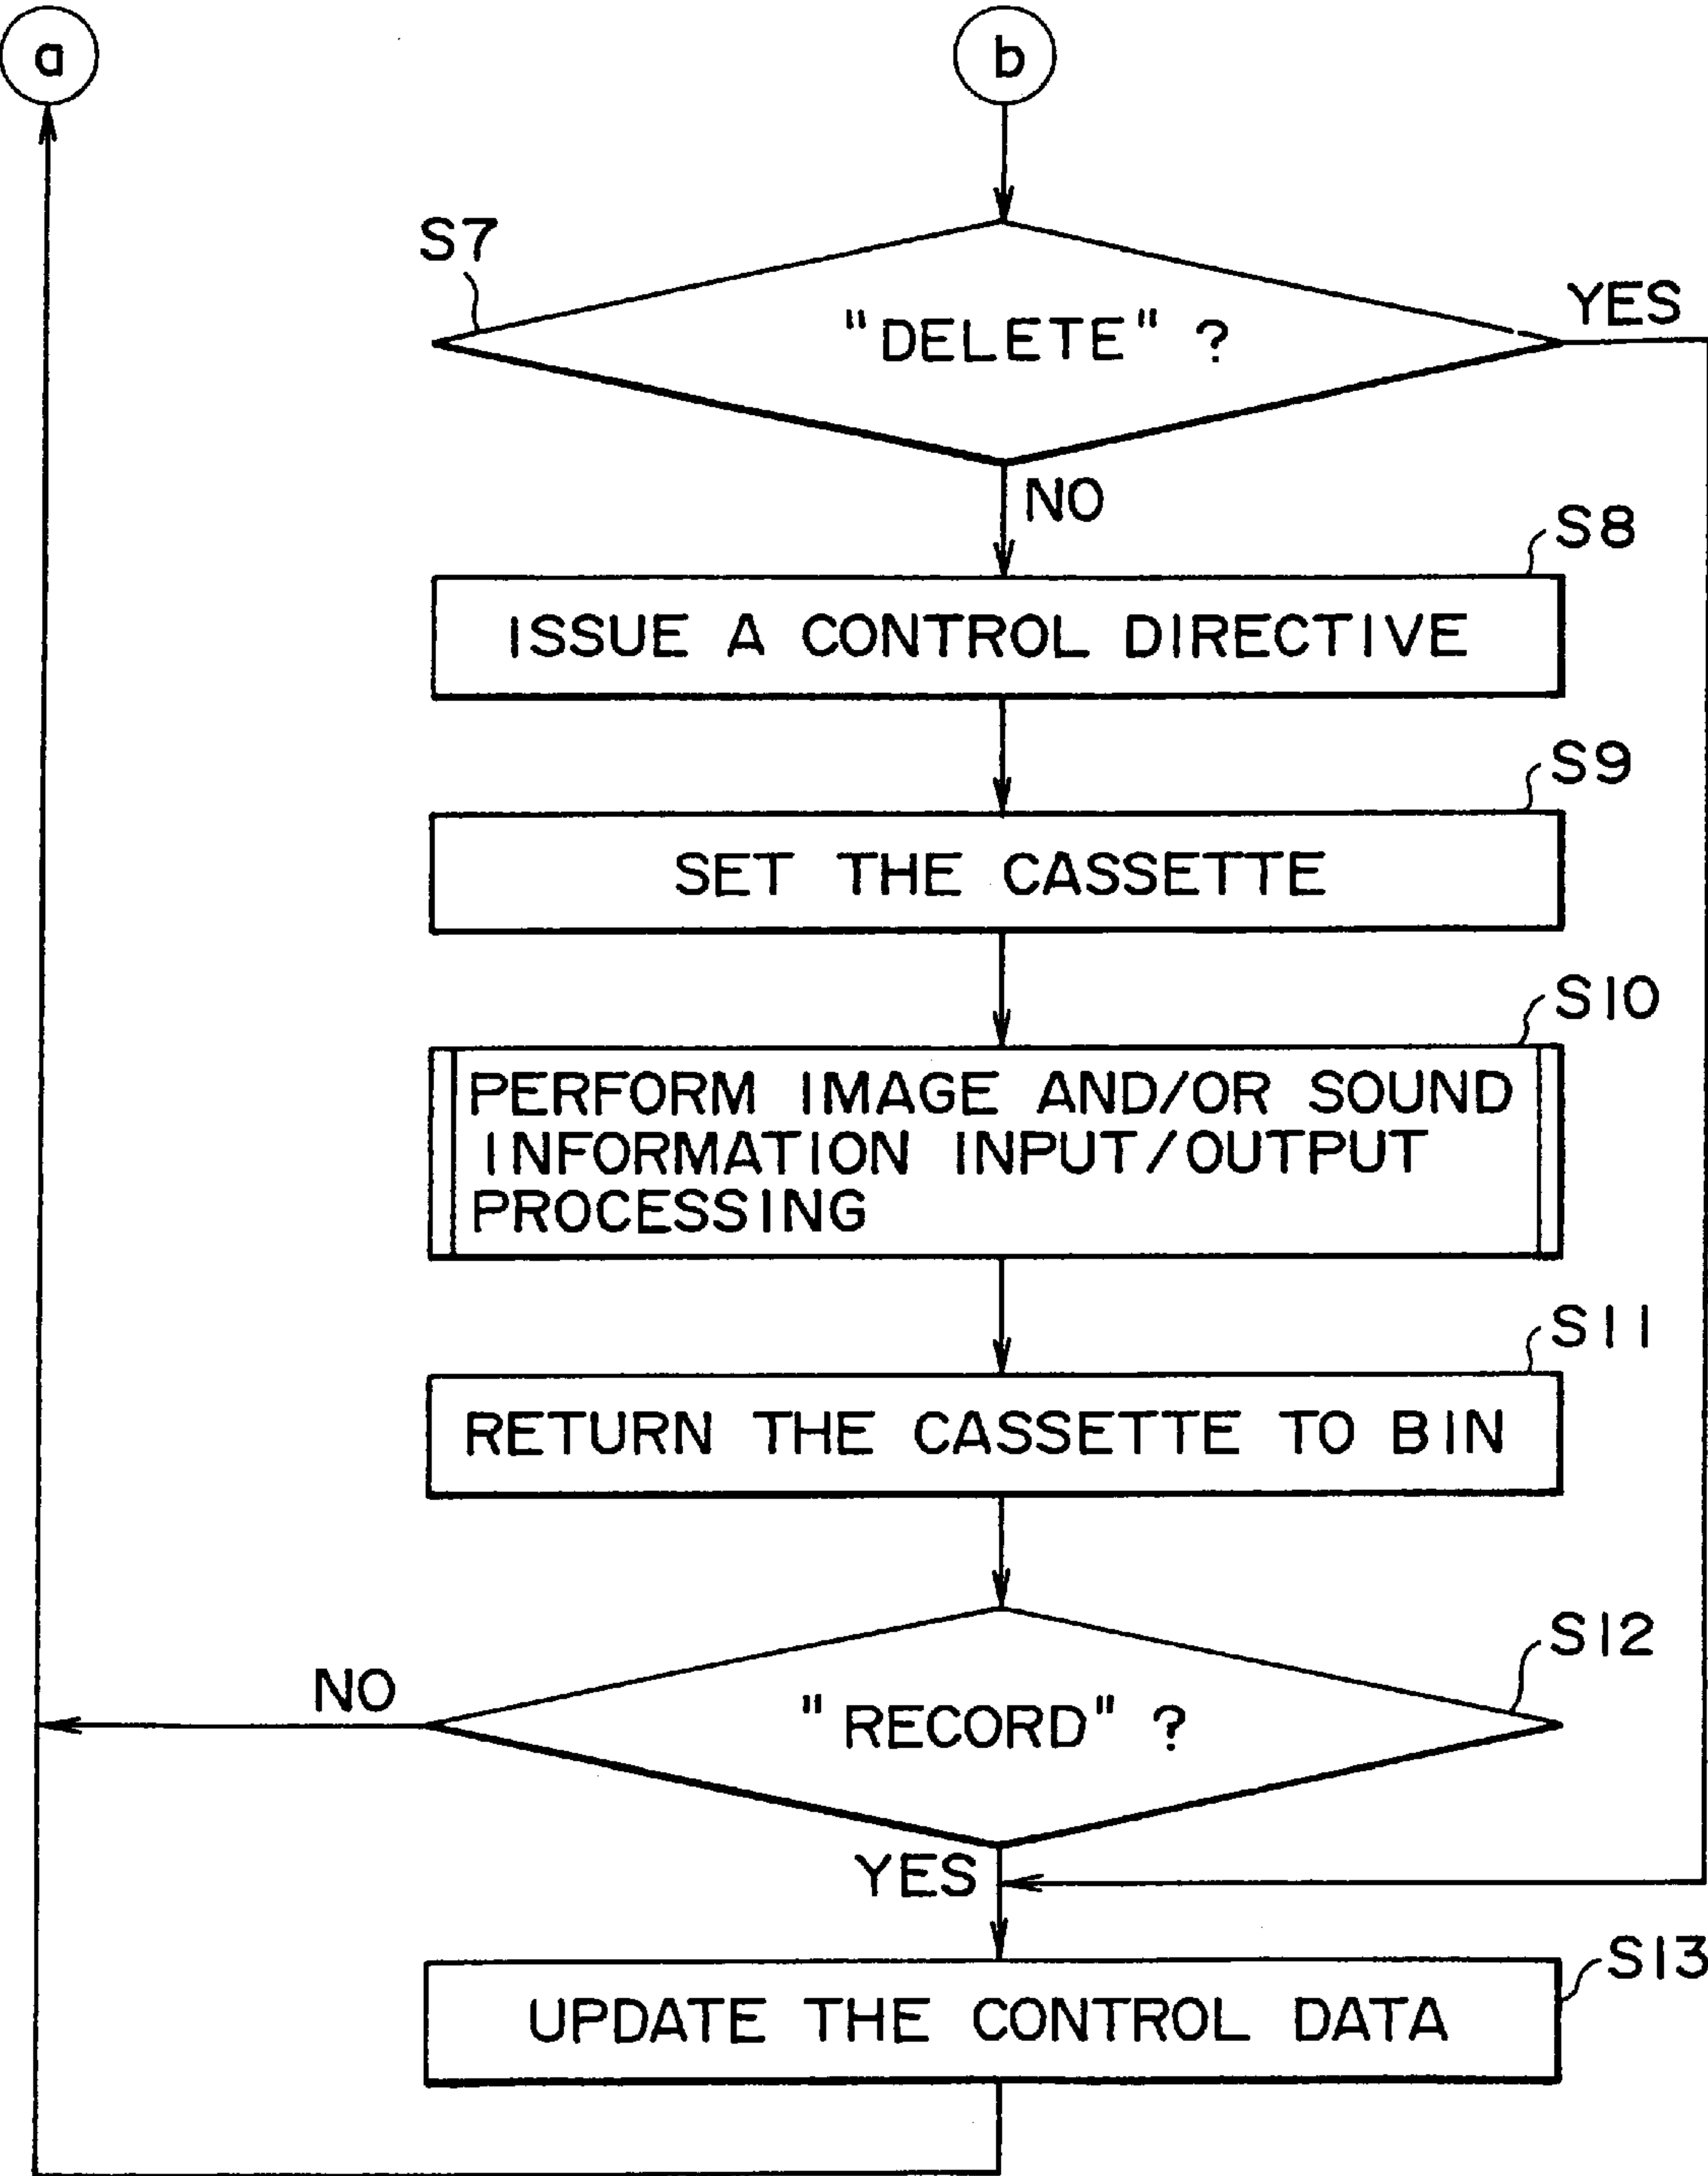 a
b
S7
"DELETE" ?
YES
NO
S8
ISSUE A CONTROL DIRECTIVE
S9
SET THE CASSETTE
S10
PERFORM IMAGE AND/OR SOUND
INFORMATION INPUT/OUTPUT
PROCESSING
S11
RETURN THE CASSETTE TO BIN
S12
NO
"RECORD" ?
YES
S13
UPDATE THE CONTROL DATA